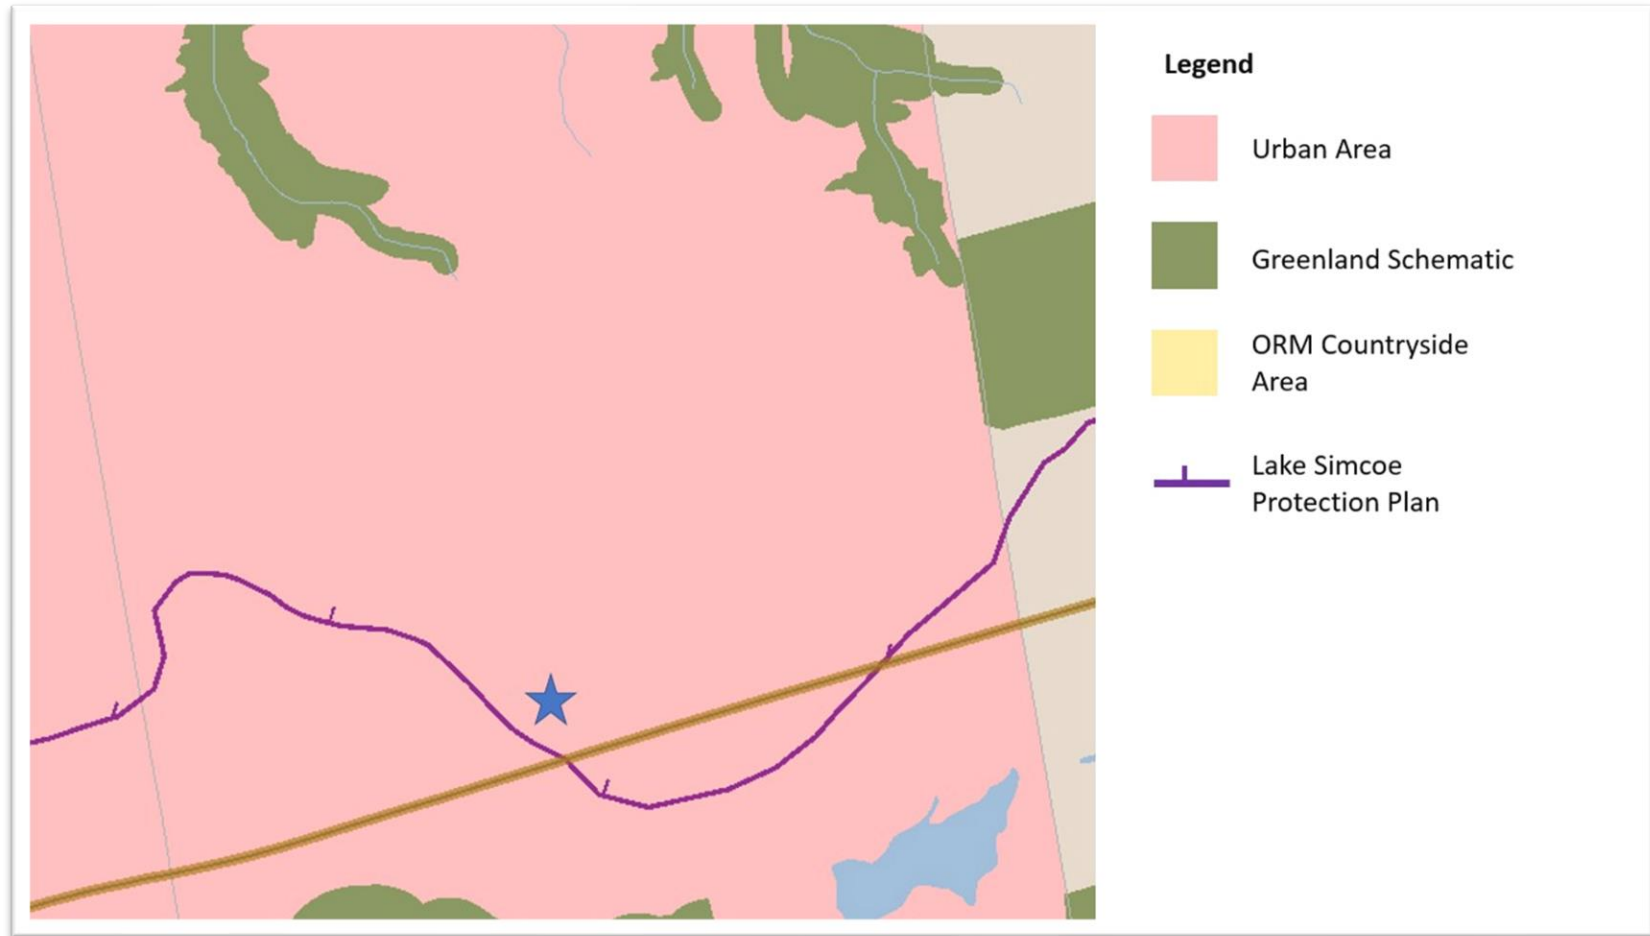 Legend
Urban Area
Greenland Schematic
ORM Countryside
Area
Lake Simcoe
Protection Plan